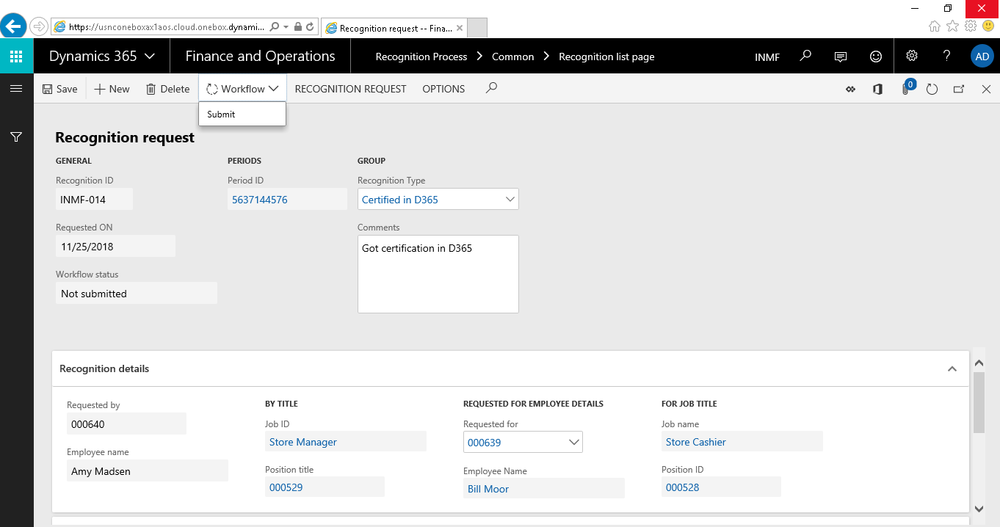 https://usnconeboxax1aos.cloud.onebox.dynami...
Recognition request -- Fina...
Dynamics 365
Finance and Operations
Recognition Process > Common > Recognition list page
INMF
?
AD
Save
New
Delete
Workflow
RECOGNITION REQUEST
OPTIONS
0
Submit
Recognition request
GENERAL
PERIODS
GROUP
Recognition ID
Period ID
Recognition Type
INMF-014
5637144576
Certified in D365
Requested ON
Comments
11/25/2018
Got certification in D365
Workflow status
Not submitted
Recognition details
Requested by
BY TITLE
REQUESTED FOR EMPLOYEE DETAILS
FOR JOB TITLE
000640
Job ID
Requested for
Job name
Store Manager
000639
Store Cashier
Employee name
Position title
Employee Name
Position ID
Amy Madsen
000529
Bill Moor
000528